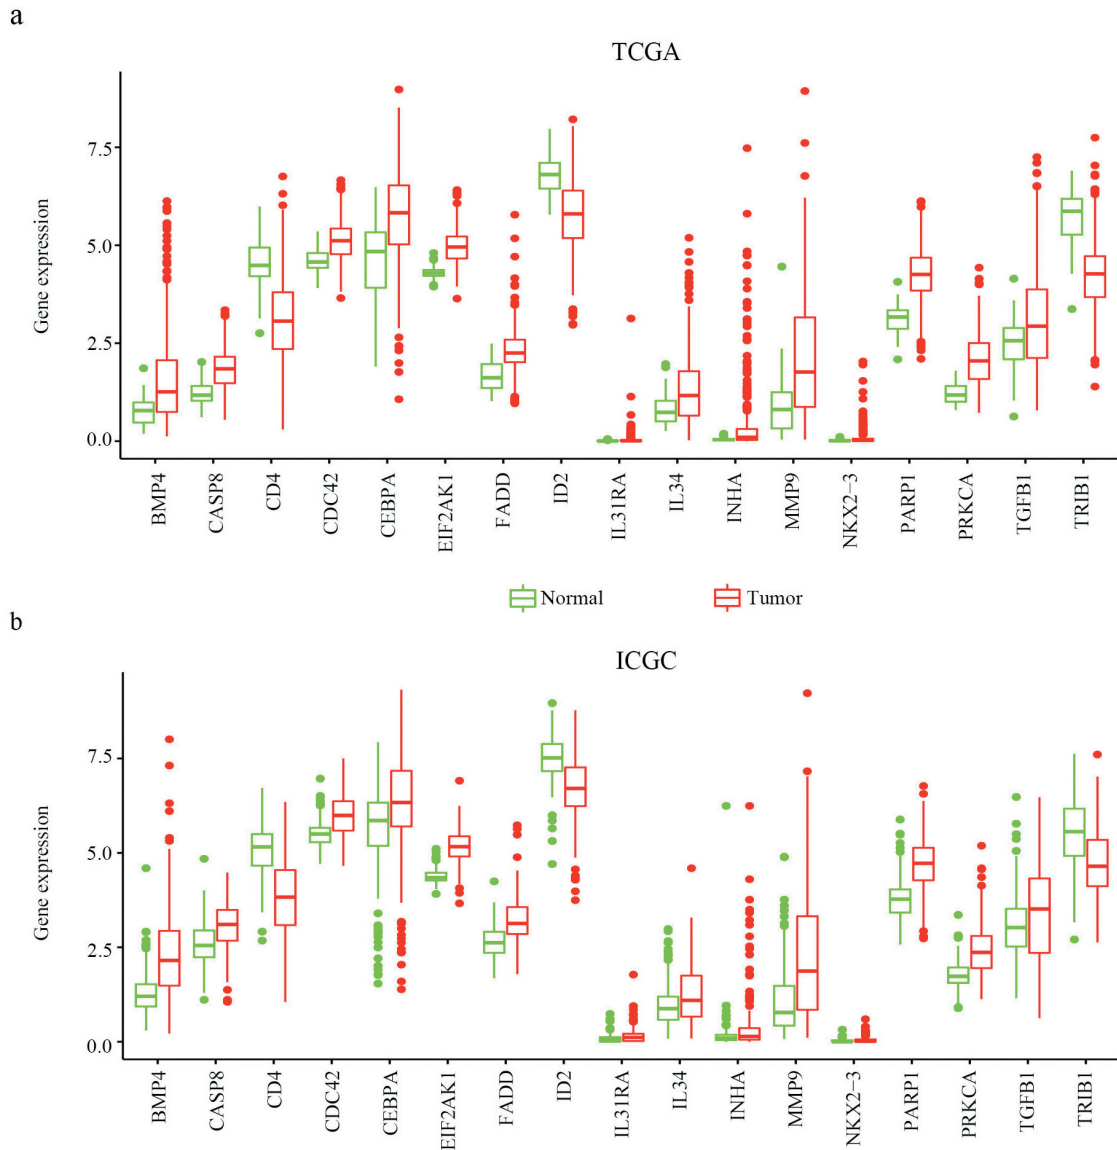 a
TCGA
Gene expression
7.5
5.0
2.5
0.0
BMP4 CASP8 CD4 CDC42 CEBPA EIF2AK1 FADD ID2 IL31RA IL34 INHA MMP9 NKX2−3 PARP1 PRKCA TGFB1 TRIB1
Normal Tumor
b
ICGC
Gene expression
7.5
5.0
2.5
0.0
BMP4 CASP8 CD4 CDC42 CEBPA EIF2AK1 FADD ID2 IL31RA IL34 INHA MMP9 NKX2−3 PARP1 PRKCA TGFB1 TRIB1